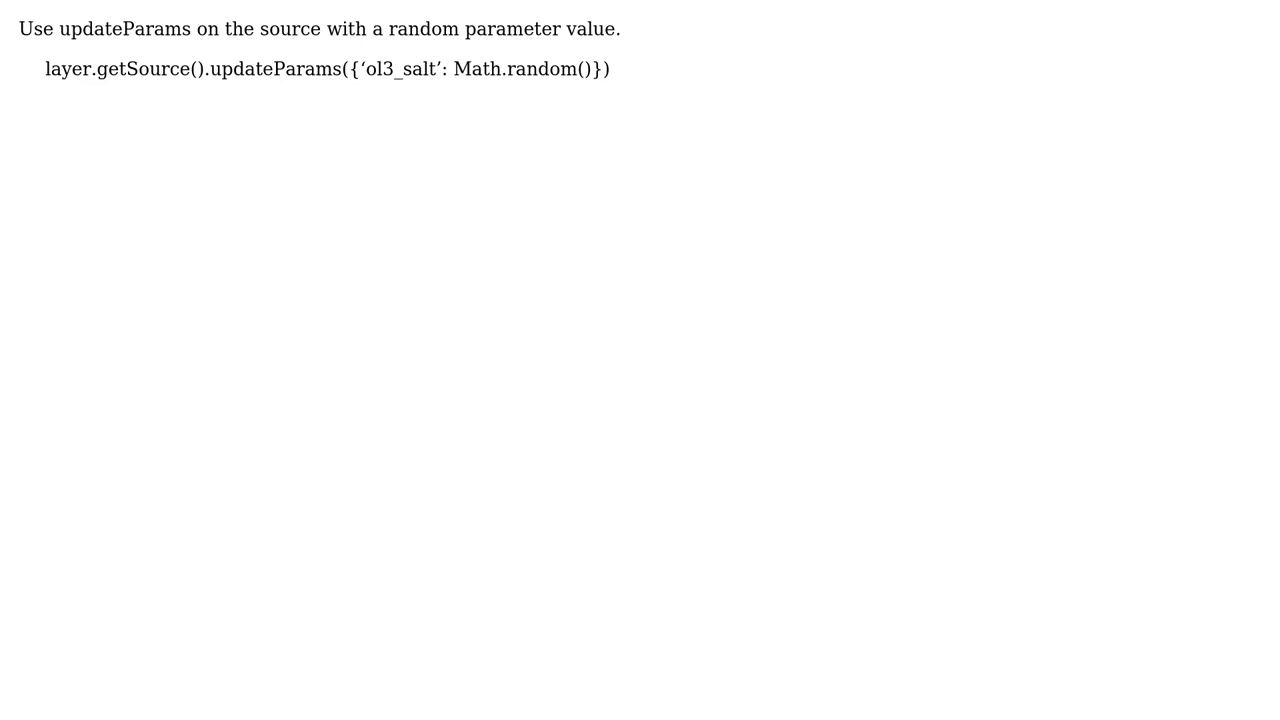 Use updateParams on the source with a random parameter value.
layer.getSource().updateParams({‘ol3_salt’: Math.random()})